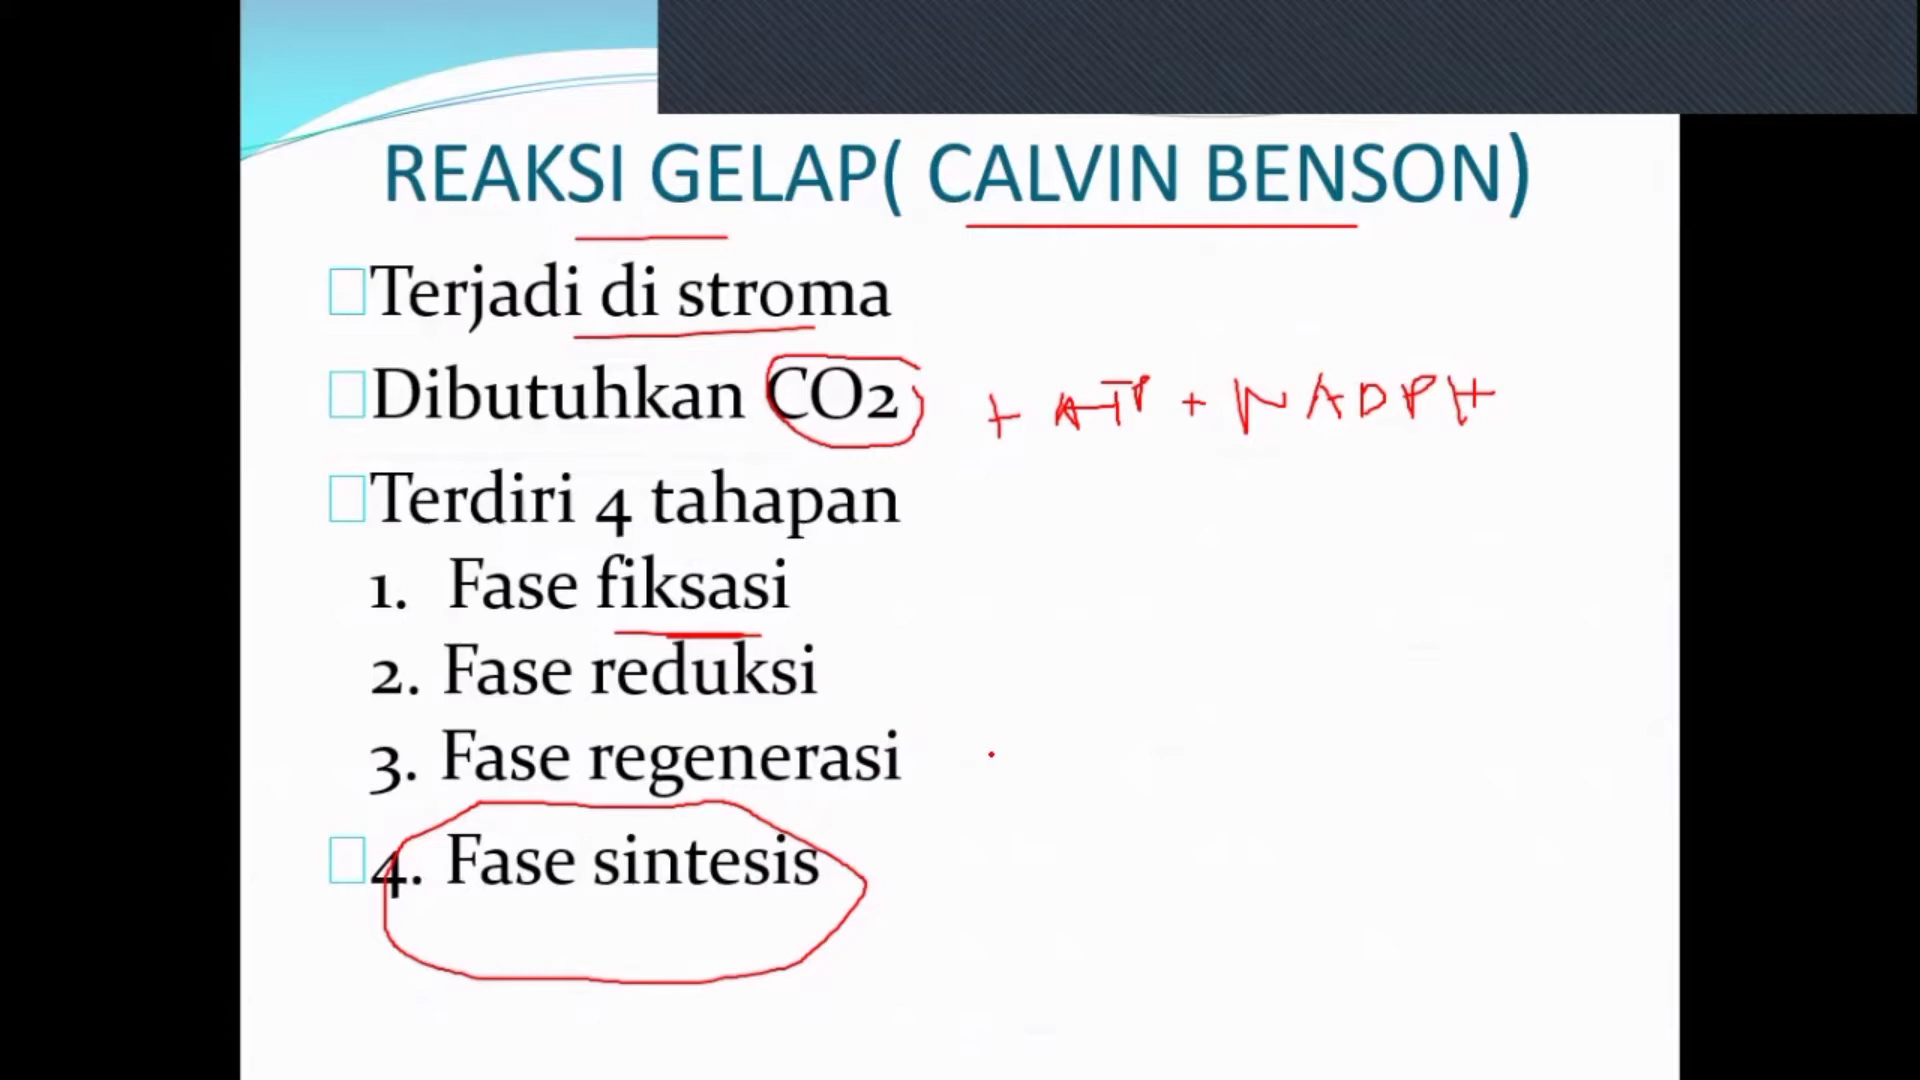 REAKSI GELAP( CALVIN BENSON)
Terjadi di stroma
Dibutuhkan CO2 + ATP + NADPH
Terdiri 4 tahapan
1. Fase fiksasi
2. Fase reduksi
3. Fase regenerasi
4. Fase sintesis